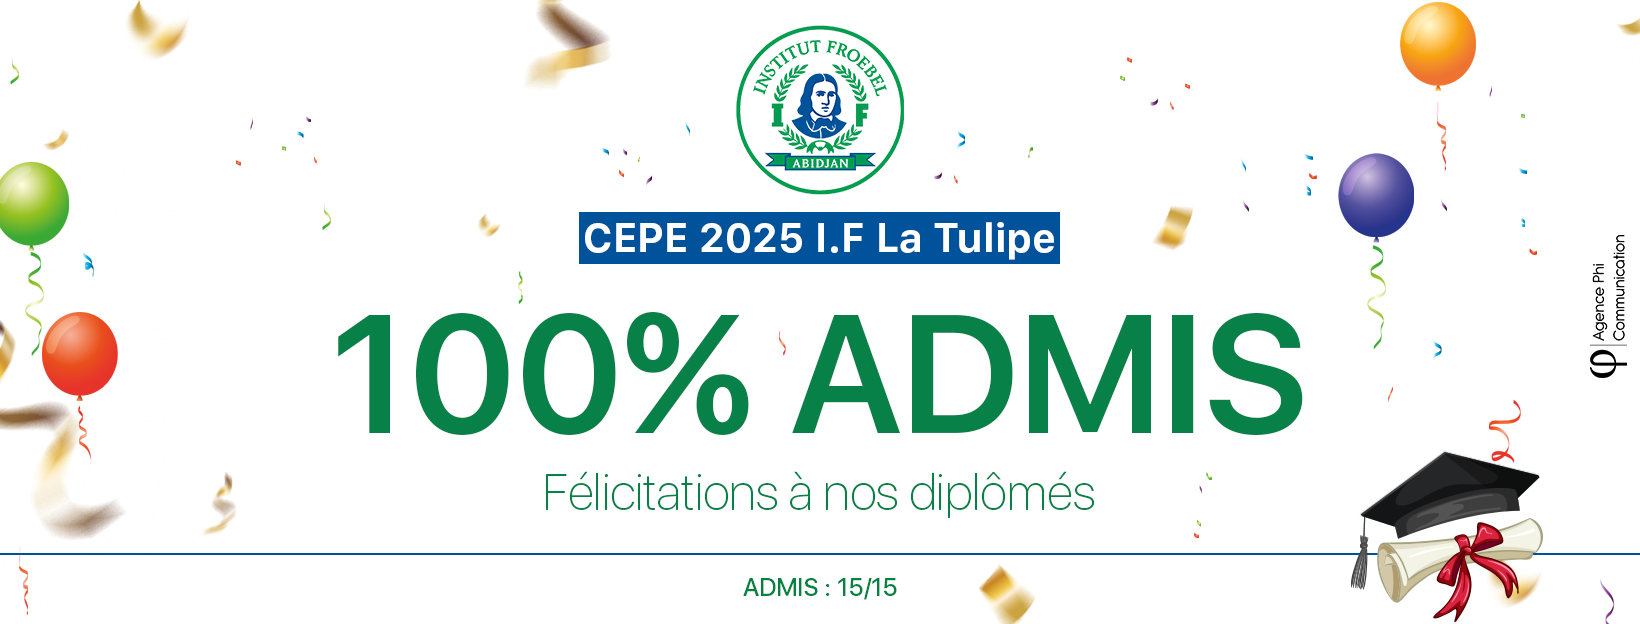 INSTITUT FROEBEL
I F
ABIDJAN
CEPE 2025 I.F La Tulipe
100% ADMIS
Félicitations à nos diplômés
ADMIS : 15/15
φ Agence Phi
Communication